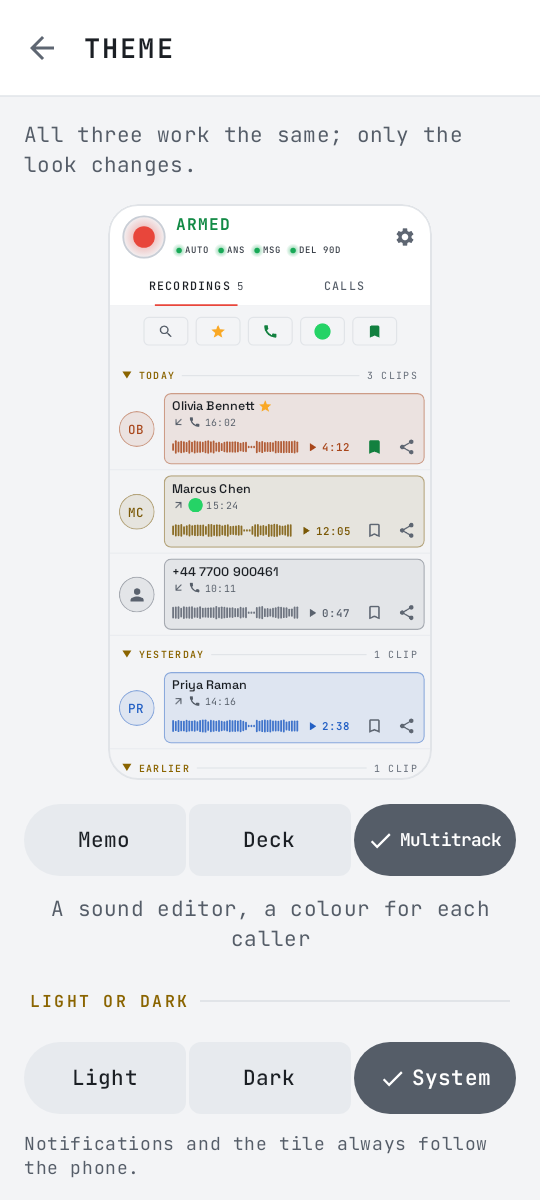 THEME
All three work the same; only the
look changes.
ARMED
AUTO ANS MSG DEL 90D
RECORDINGS 5 CALLS
TODAY 3 CLIPS
OB
Olivia Bennett
16:02
4:12
MC
Marcus Chen
15:24
12:05
+44 7700 900461
10:11
0:47
YESTERDAY 1 CLIP
PR
Priya Raman
14:16
2:38
EARLIER 1 CLIP
Memo Deck Multitrack
A sound editor, a colour for each
caller
LIGHT OR DARK
Light Dark System
Notifications and the tile always follow
the phone.